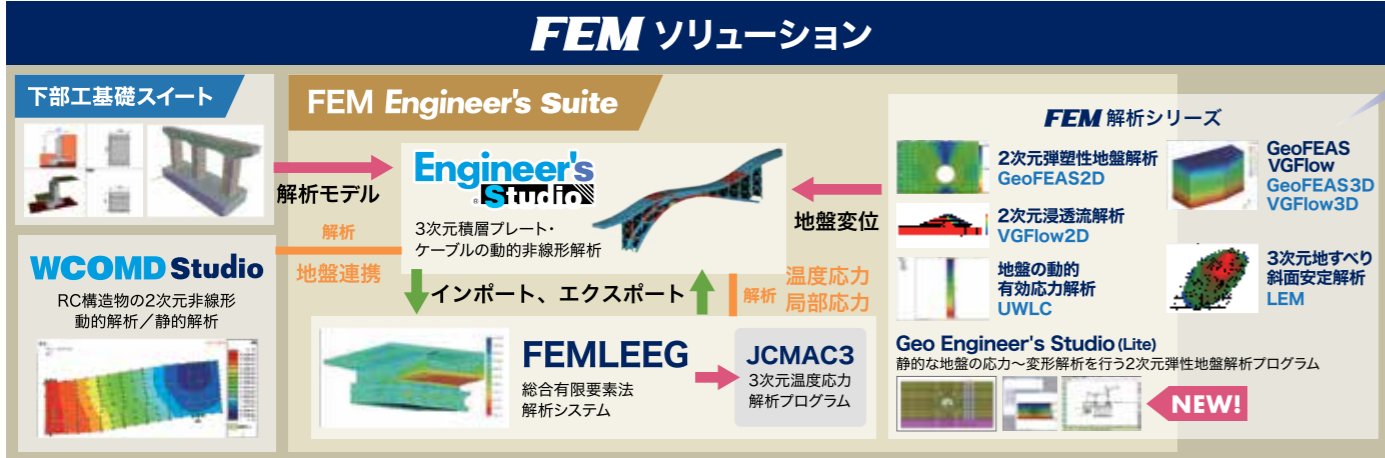 FEM ソリューション
下部工基礎スイート
解析モデル
WCOMD Studio
RC構造物の2次元非線形
動的解析／静的解析
FEM Engineer's Suite
Engineer's
Studio
®
3次元積層プレート・
ケーブルの動的非線形解析
解析
地盤連携
インポート、エクスポート
解析
温度応力
局部応力
地盤変位
FEMLEEG
総合有限要素法
解析システム
JCMAC3
3次元温度応力
解析プログラム
FEM 解析シリーズ
2次元弾塑性地盤解析
GeoFEAS2D
2次元浸透流解析
VGFlow2D
地盤の動的
有効応力解析
UWLC
GeoFEAS
VGFlow
GeoFEAS3D
VGFlow3D
3次元地すべり
斜面安定解析
LEM
Geo Engineer's Studio (Lite)
静的な地盤の応力～変形解析を行う2次元弾性地盤解析プログラム
NEW!